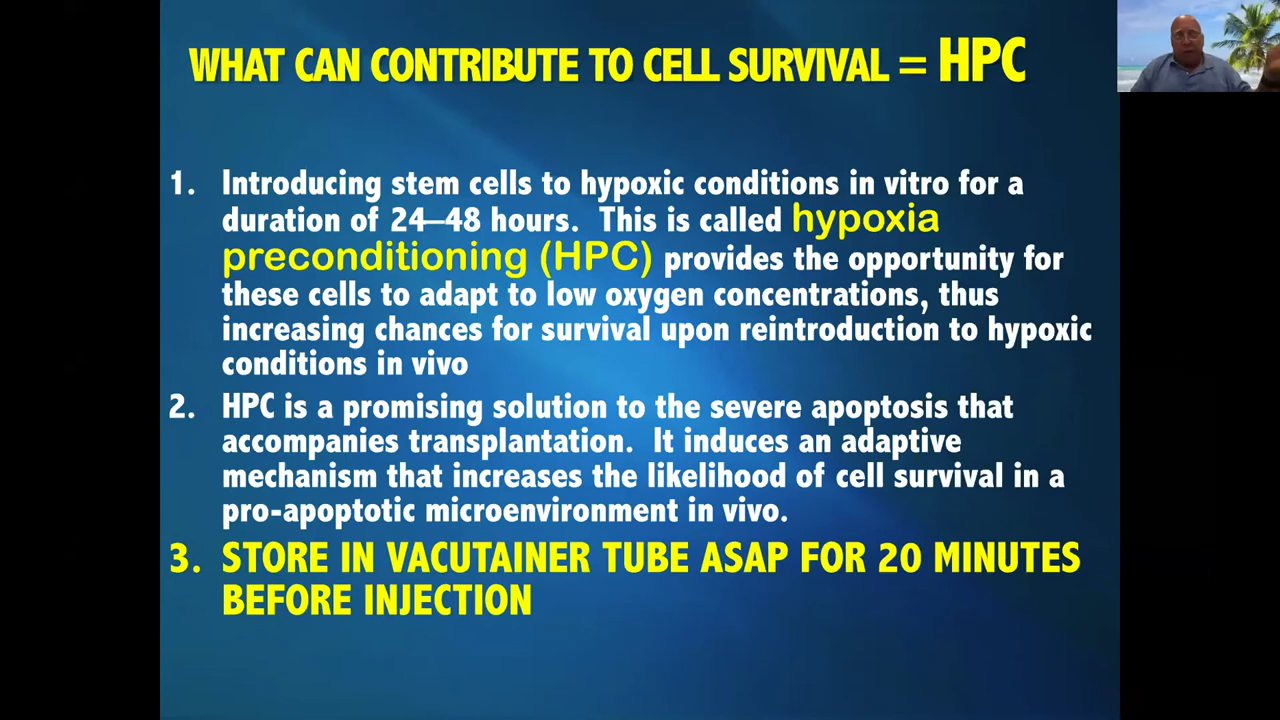 WHAT CAN CONTRIBUTE TO CELL SURVIVAL = HPC
1. Introducing stem cells to hypoxic conditions in vitro for a
duration of 24–48 hours. This is called hypoxia
preconditioning (HPC) provides the opportunity for
these cells to adapt to low oxygen concentrations, thus
increasing chances for survival upon reintroduction to hypoxic
conditions in vivo
2. HPC is a promising solution to the severe apoptosis that
accompanies transplantation. It induces an adaptive
mechanism that increases the likelihood of cell survival in a
pro-apoptotic microenvironment in vivo.
3. STORE IN VACUTAINER TUBE ASAP FOR 20 MINUTES
BEFORE INJECTION